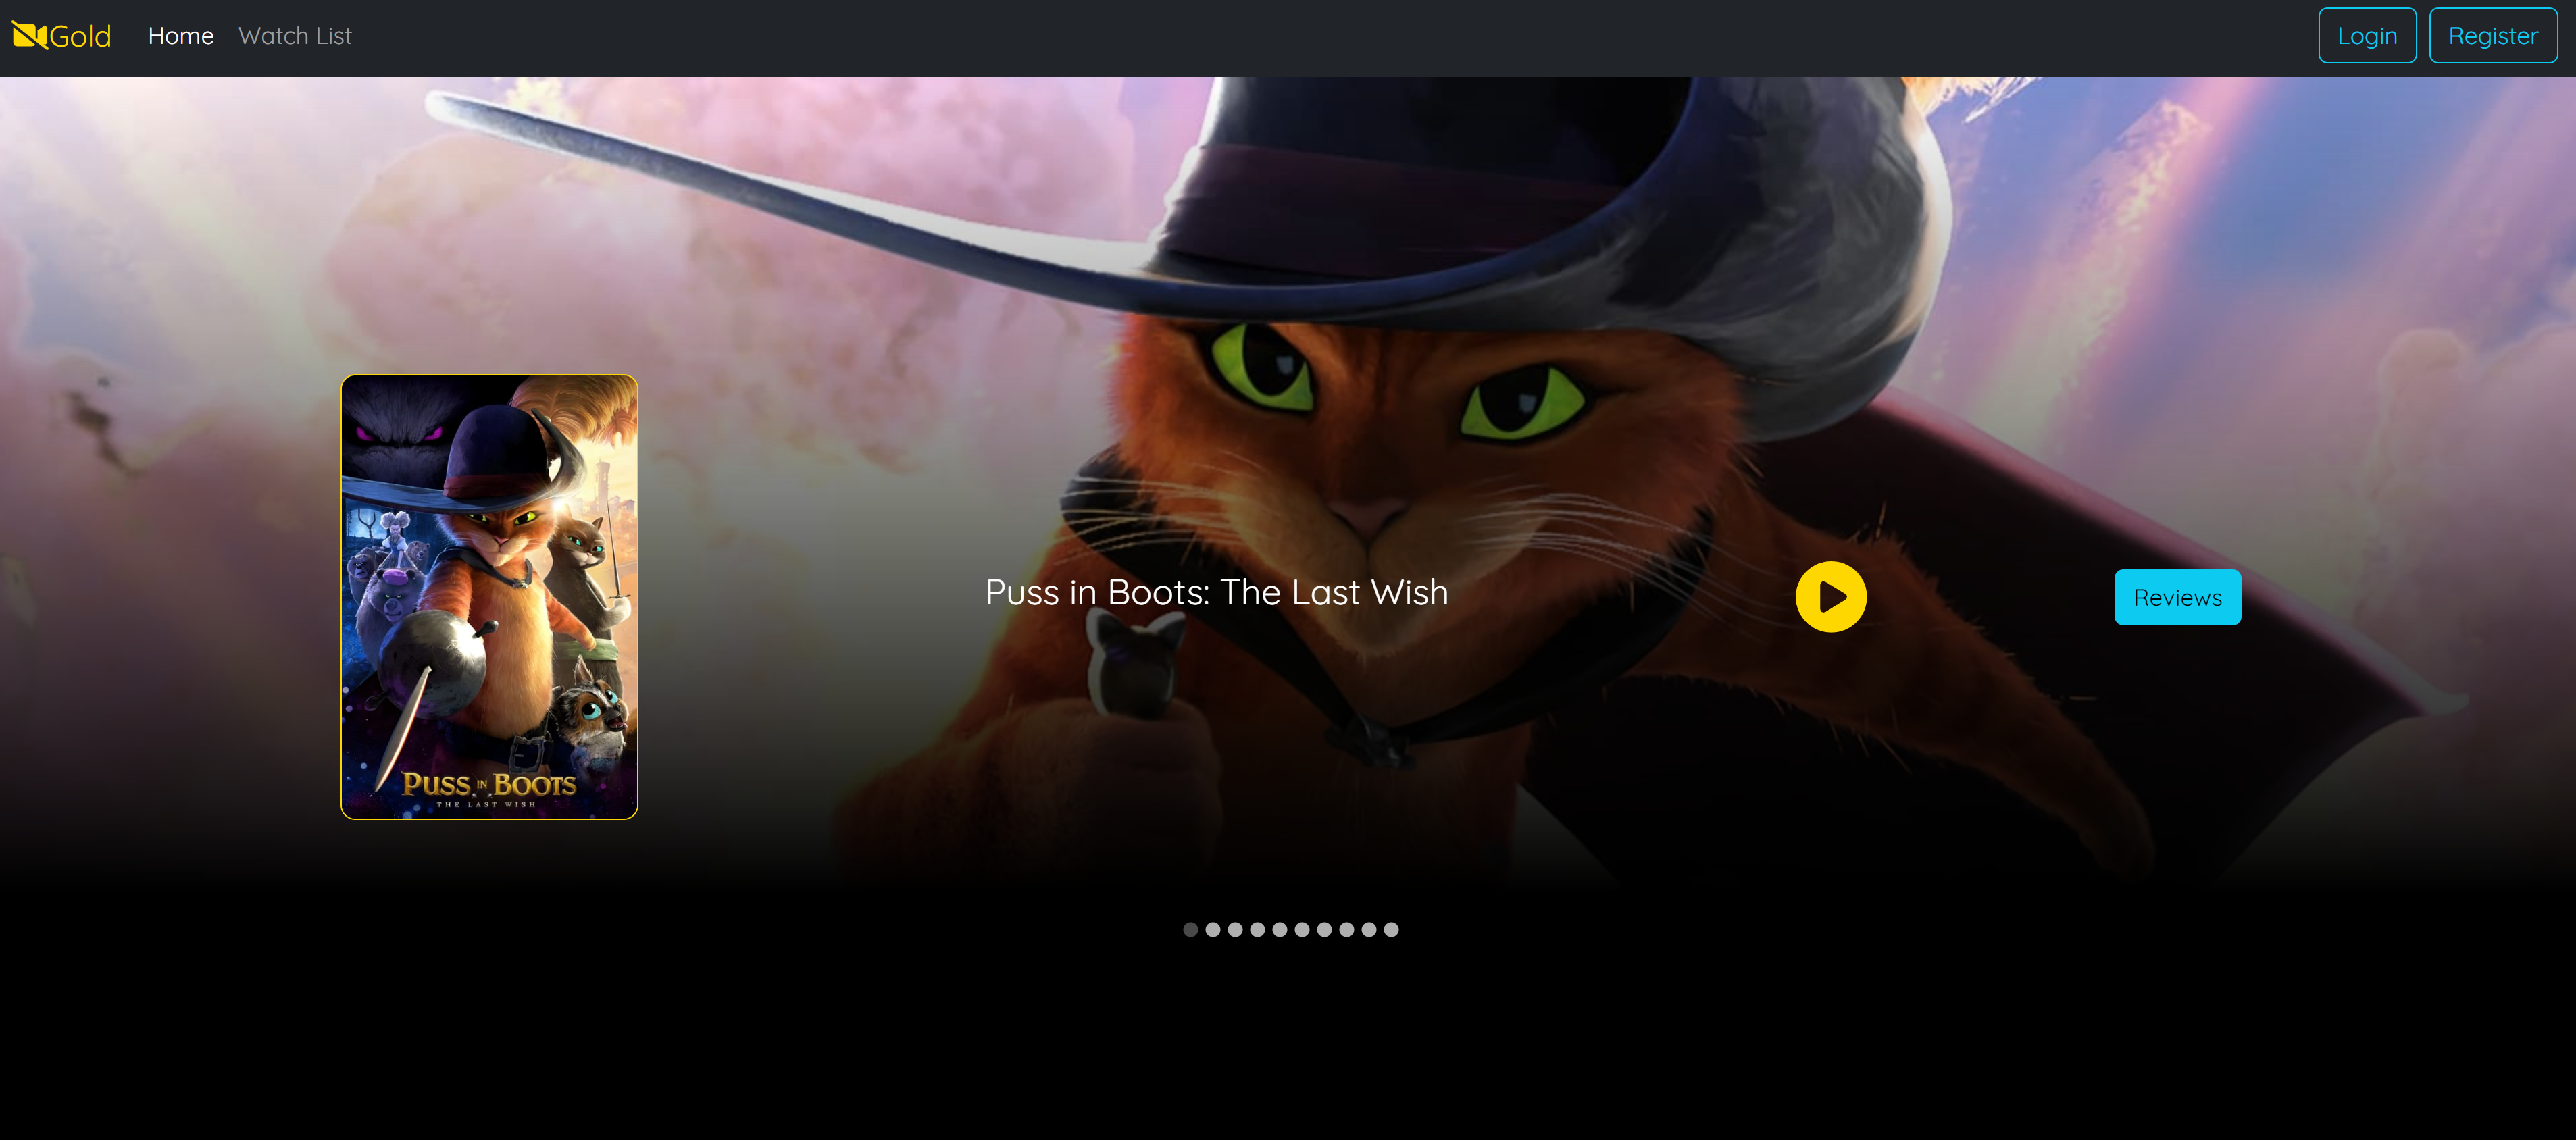 Gold Home Watch List Login Register
Puss in Boots: The Last Wish
Reviews
PUSS IN BOOTS
THE LAST WISH